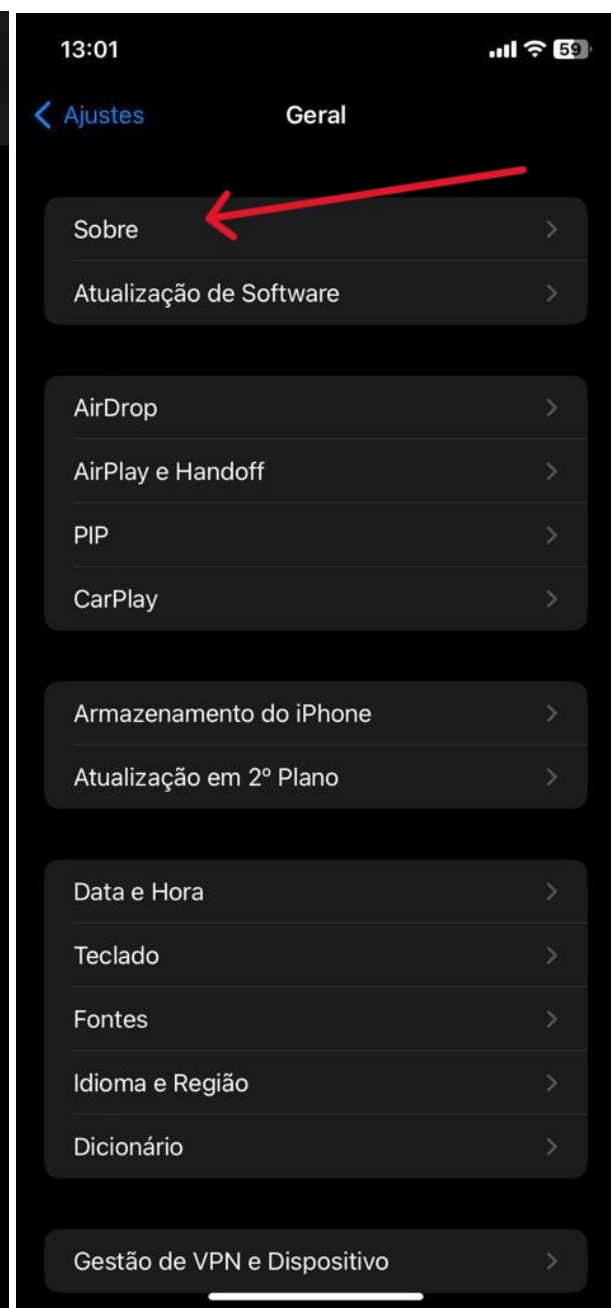 13:01
59
Ajustes
Geral
Sobre
Atualização de Software
AirDrop
AirPlay e Handoff
PIP
CarPlay
Armazenamento do iPhone
Atualização em 2º Plano
Data e Hora
Teclado
Fontes
Idioma e Região
Dicionário
Gestão de VPN e Dispositivo